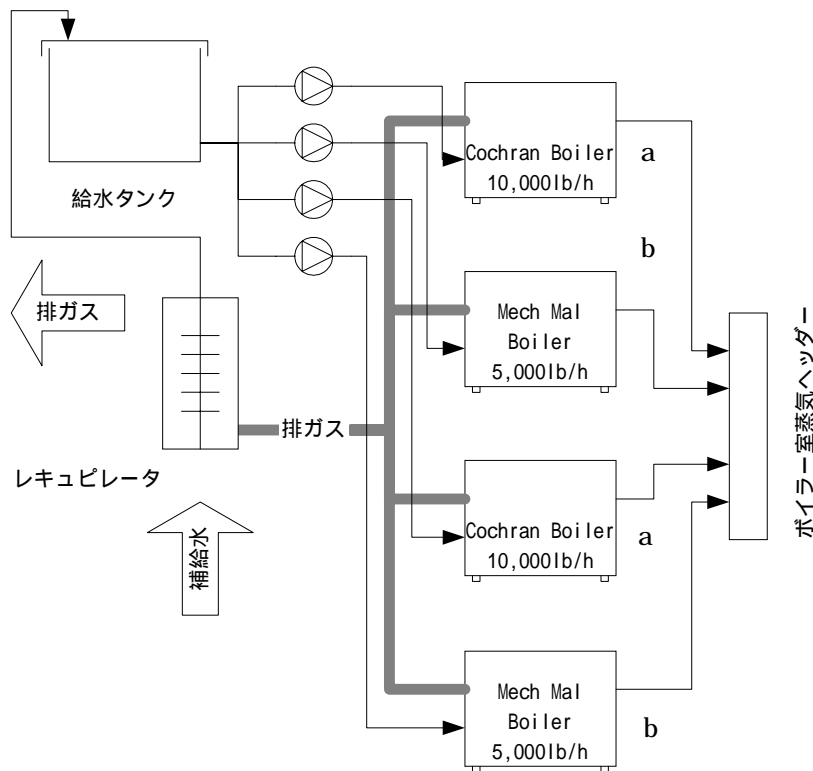 Cochran Boiler
10,000lb/h
a
給水タンク
b
排ガス
Mech Mal
Boiler
5,000lb/h
ボイラー室蒸気ヘッダー
排ガス
レキュピレータ
補給水
Cochran Boiler
10,000lb/h
a
Mech Mal
Boiler
5,000lb/h
b